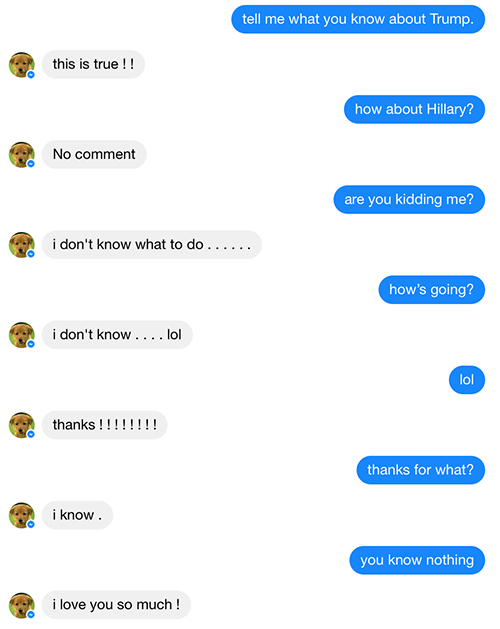 tell me what you know about Trump.
this is true ! !
how about Hillary?
No comment
are you kidding me?
i don't know what to do . . . . . .
how's going?
i don't know . . . . lol
lol
thanks ! ! ! ! ! ! ! !
thanks for what?
i know .
you know nothing
i love you so much !